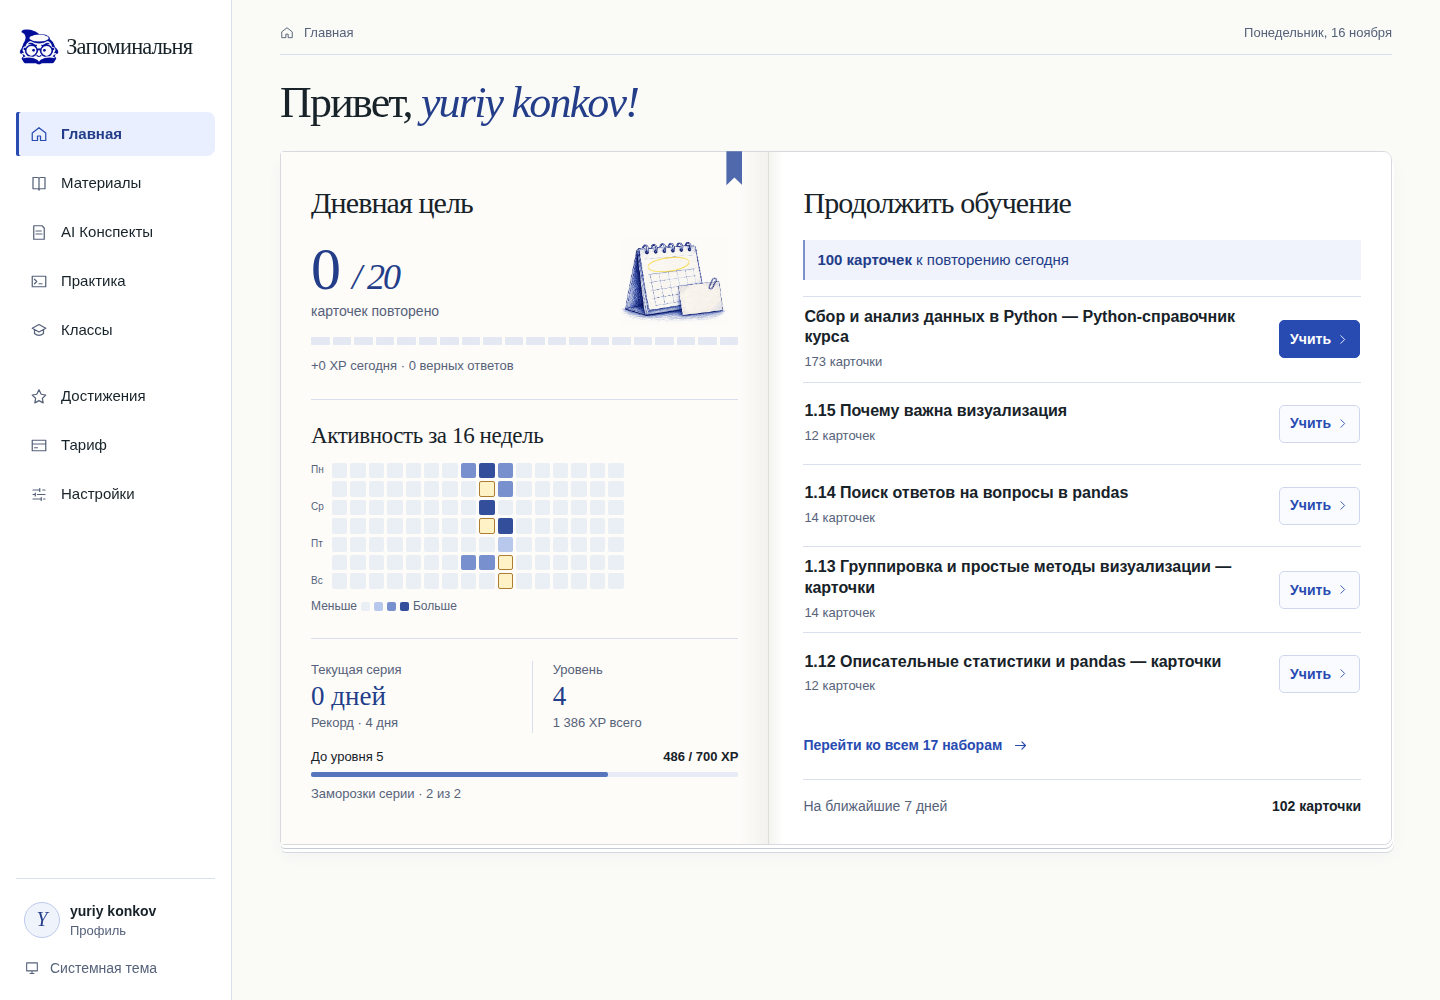 Запоминальня
Главная
Материалы
AI Конспекты
Практика
Классы
Достижения
Тариф
Настройки
yuriy konkov
Y
Профиль
Системная тема
Главная
Понедельник, 16 ноября
Привет, yuriy konkov!
Дневная цель
0 / 20
карточек повторено
+0 XP сегодня · 0 верных ответов
Активность за 16 недель
Пн
Ср
Пт
Вс
Меньше Больше
Текущая серия
0 дней
Рекорд · 4 дня
Уровень
4
1 386 XP всего
До уровня 5 486 / 700 XP
Заморозки серии · 2 из 2
Продолжить обучение
100 карточек к повторению сегодня
Сбор и анализ данных в Python — Python-справочник
курса
173 карточки
Учить
1.15 Почему важна визуализация
12 карточек
Учить
1.14 Поиск ответов на вопросы в pandas
14 карточек
Учить
1.13 Группировка и простые методы визуализации —
карточки
14 карточек
Учить
1.12 Описательные статистики и pandas — карточки
12 карточек
Учить
Перейти ко всем 17 наборам
На ближайшие 7 дней 102 карточки